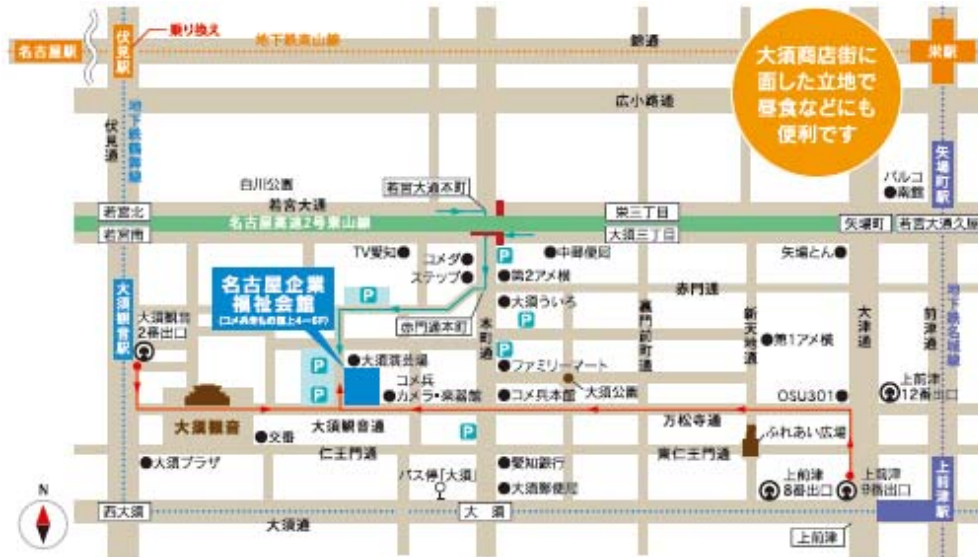 名古屋駅
伏見駅
乗り換え
地下鉄東山線
錦通
栄駅
大須商店街に
面した立地で
昼食などにも
便利です
広小路通
地下鉄鶴舞線
伏見通
矢場町駅
白川公園
若宮大通本町
パルコ
●南館
若宮北
若宮大通
栄三丁目
名古屋高速2号東山線
矢場町
若宮大通久屋
若宮南
大須三丁目
TV愛知●
コメダ●
ステップ●
P
●中郵便局
矢場とん●
●第2アメ横
名古屋企業
福祉会館
P
赤門通
●大須ういろ
大須観音駅
大須観音
2番出口
赤門通本町
P
本町通
裏門前町通
新天地通
大津通
前津通
地下鉄名城線
●第1アメ横
P
●大須演芸場
P
●ファミリーマート
P
コメ兵
●カメラ・楽器館
●大須公園
●コメ兵本館
OSU301●
上前津
12番出口
大須観音
●交番
大須観音通
P
万松寺通
ふれあい広場
仁王門通
東仁王門通
●大須プラザ
バス停「大須」
●愛知銀行
●大須郵便局
上前津
8番出口
上前津
9番出口
上前津駅
N
西大須
大須通
大須
上前津